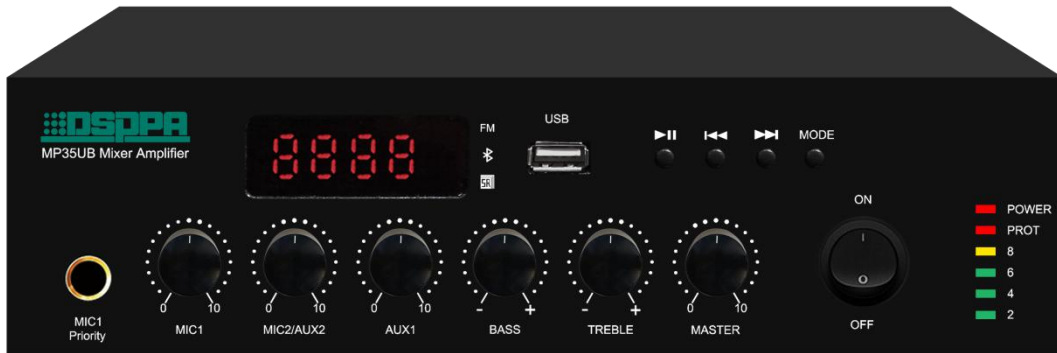 DSPPA
MP35UB Mixer Amplifier
8888
FM
USB
MODE
ON
OFF
POWER
PROT
8
6
4
2
MIC1
Priority
0 10
MIC1
0 10
MIC2/AUX2
0 10
AUX1
- +
BASS
- +
TREBLE
0 10
MASTER
I
O